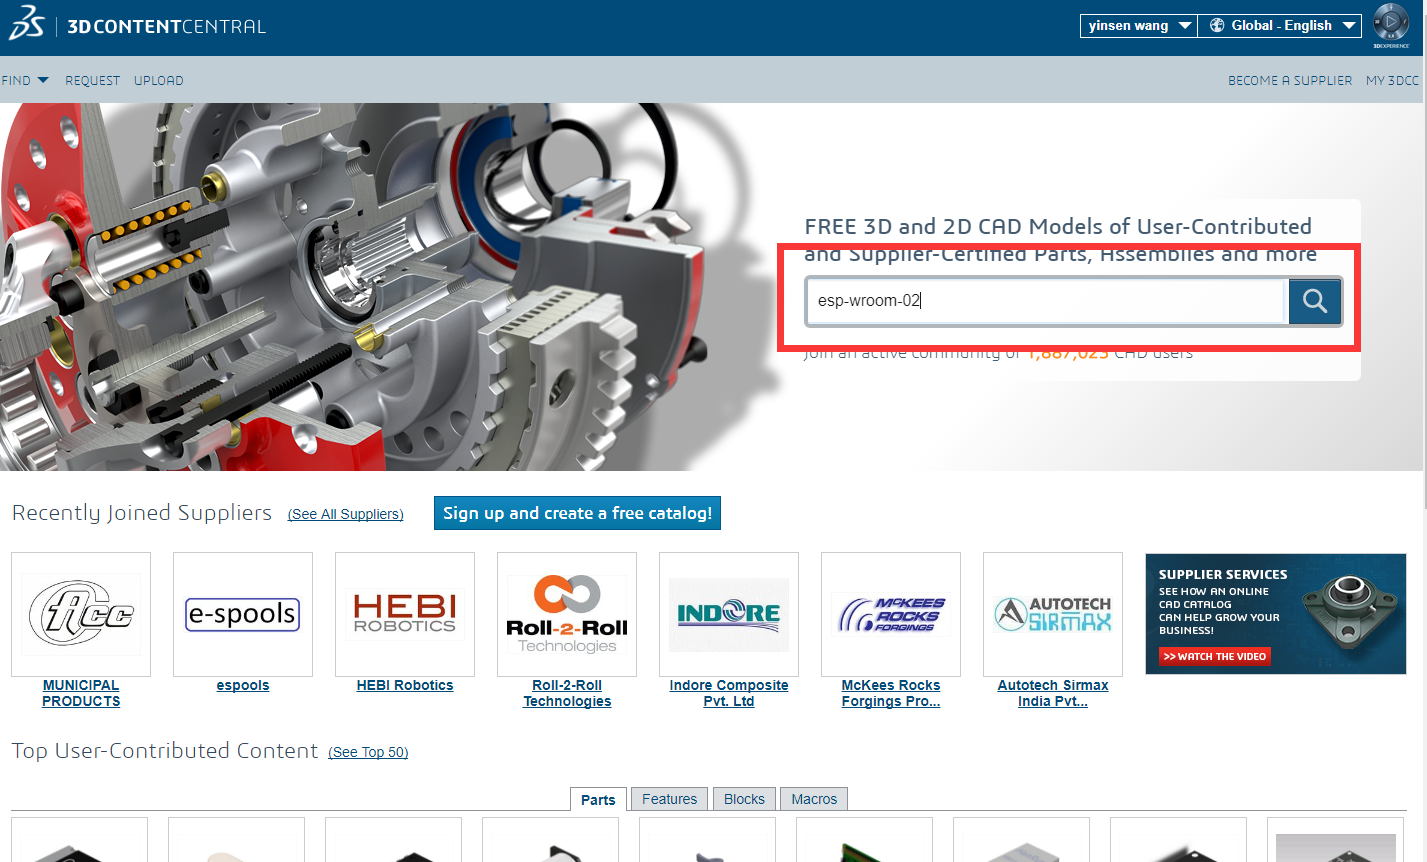 3DS | 3DCONTENTCENTRAL
yinsen wang
Global - English
3DEXPERIENCE
FIND REQUEST UPLOAD
BECOME A SUPPLIER MY 3DCC
FREE 3D and 2D CAD Models of User-Contributed
and Supplier-Certified Parts, Assemblies and more
esp-wroom-02
Join an active community of 1,887,025 CAD users
Recently Joined Suppliers (See All Suppliers) Sign up and create a free catalog!
Acc
e-spools
HEBI
ROBOTICS
Roll-2-Roll
Technologies
INDORE
COMPOSITE
MCKEES
ROCKS
FORGINGS
AUTOTECH
SIRMAX
SUPPLIER SERVICES
SEE HOW AN ONLINE
CAD CATALOG
CAN HELP GROW YOUR
BUSINESS!
>> WATCH THE VIDEO
MUNICIPAL
PRODUCTS
espools
HEBI Robotics
Roll-2-Roll
Technologies
Indore Composite
Pvt. Ltd
McKees Rocks
Forgings Pro...
Autotech Sirmax
India Pvt...
Top User-Contributed Content (See Top 50)
Parts Features Blocks Macros